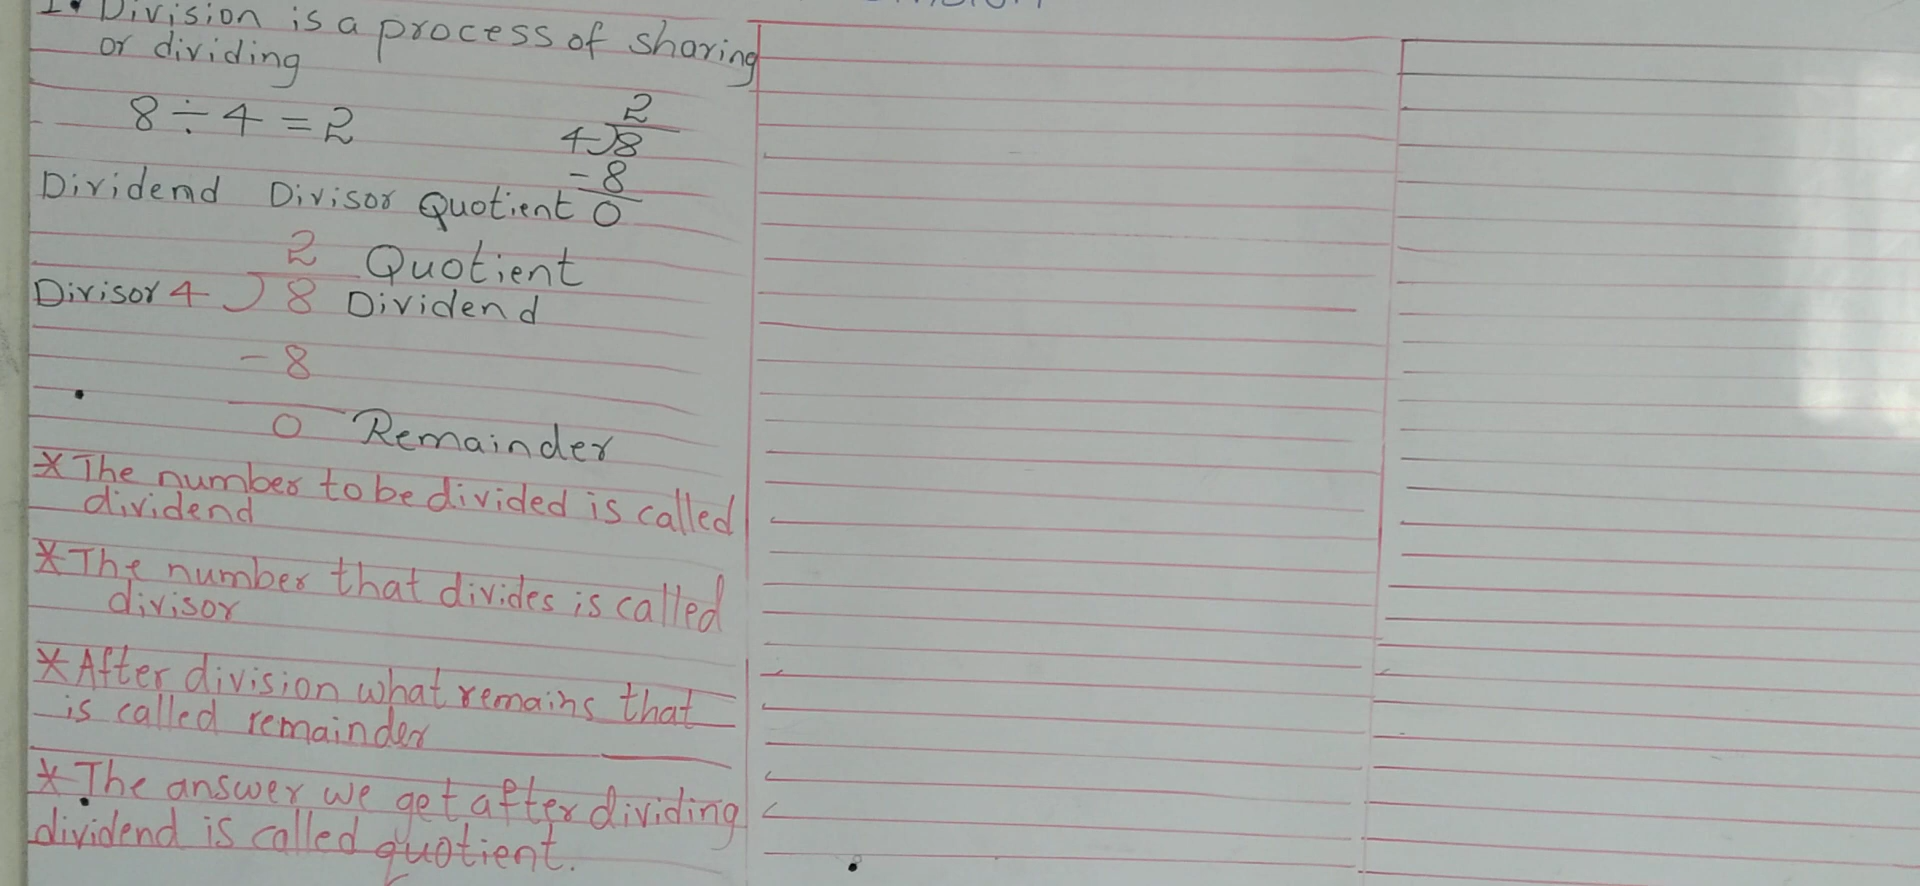 1. Division is a process of sharing
or dividing
8 ÷ 4 = 2
2
4)8
- 8
0
Dividend Divisor Quotient
2 Quotient
Divisor 4 ) 8 Dividend
- 8
0 Remainder
* The number to be divided is called
dividend
* The number that divides is called
divisor
* After division what remains that
is called remainder
* The answer we get after dividing
dividend is called quotient.